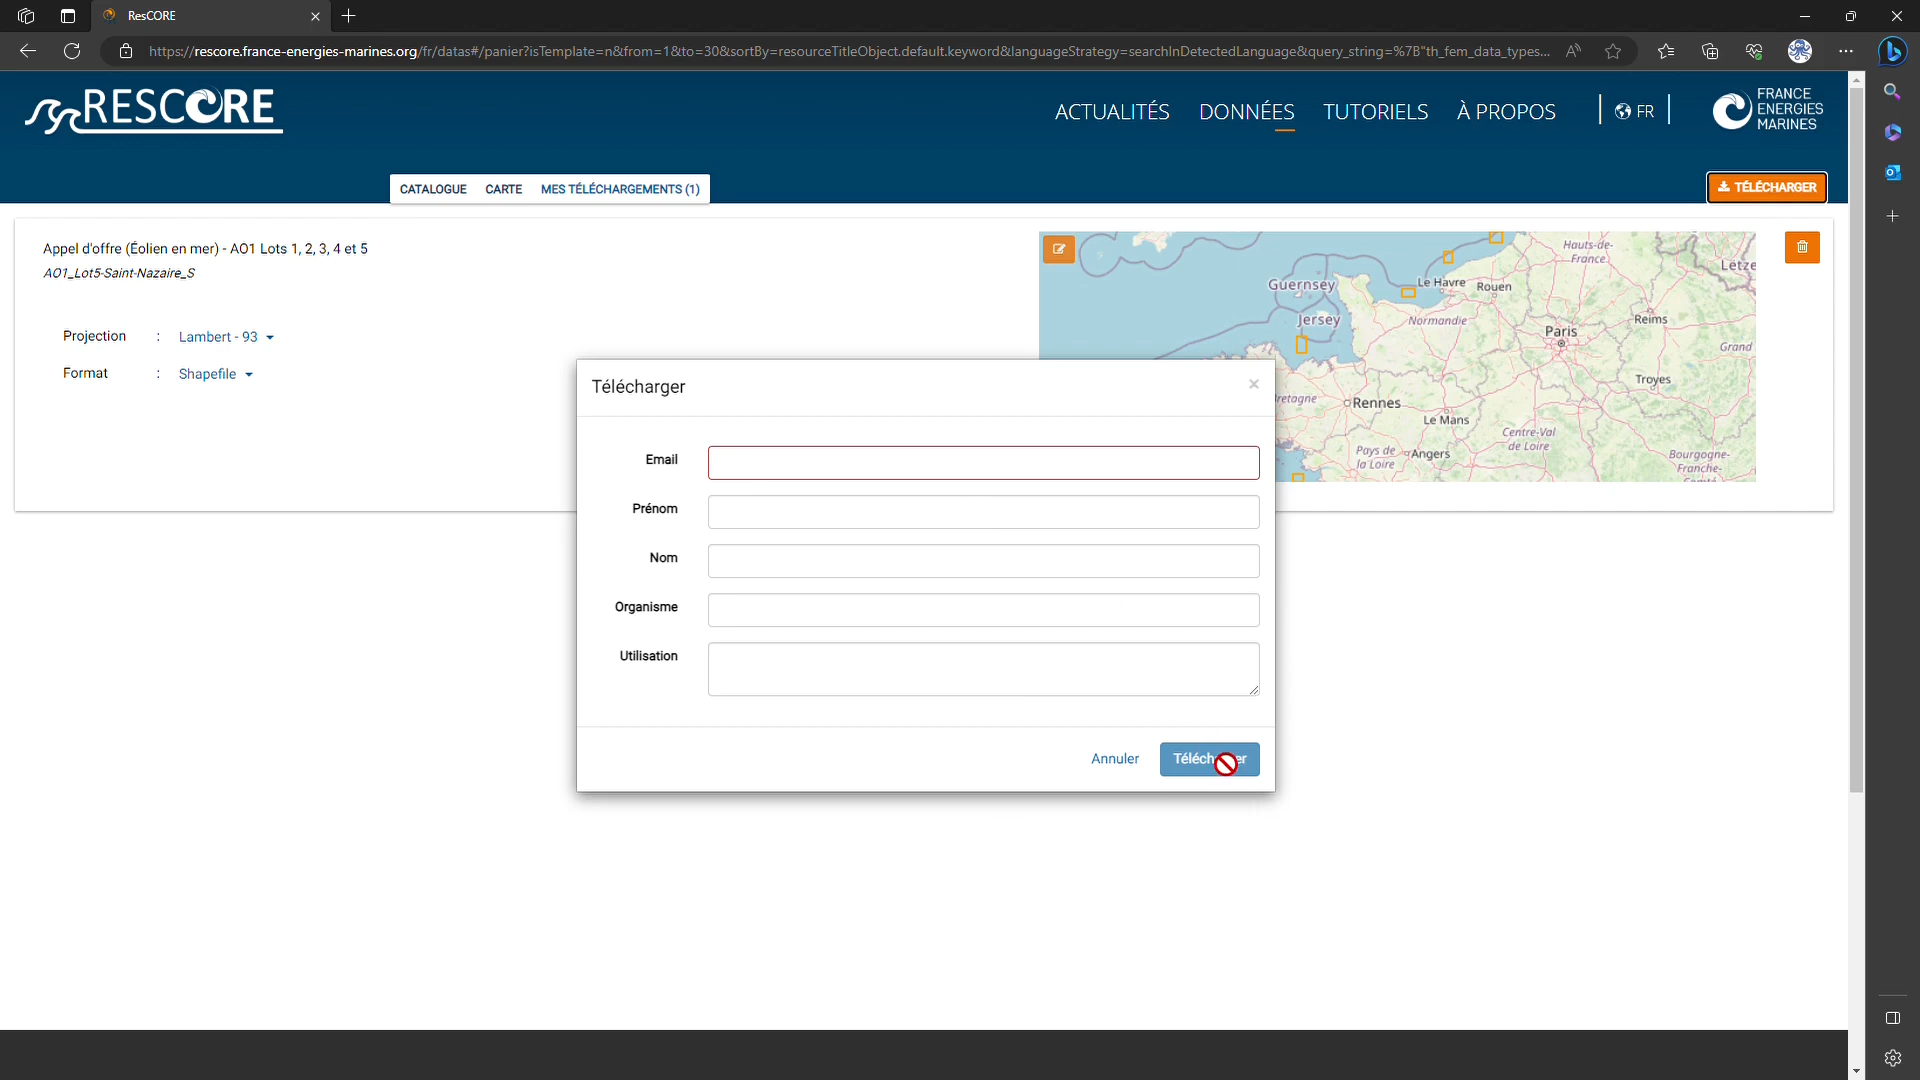 ResCORE
https://rescore.france-energies-marines.org/fr/datas#/panier?isTemplate=n&from=1&to=30&sortBy=resourceTitleObject.default.keyword&languageStrategy=searchInDetectedLanguage&query_string=%7B"th_fem_data_types...
RESCORE
ACTUALITÉS DONNÉES TUTORIELS À PROPOS FR
FRANCE
ENERGIES
MARINES
CATALOGUE CARTE MES TÉLÉCHARGEMENTS (1)
TÉLÉCHARGER
Appel d'offre (Éolien en mer) - AO1 Lots 1, 2, 3, 4 et 5
AO1_Lot5-Saint-Nazaire_S
Projection : Lambert - 93
Format : Shapefile
Hauts-de-
France
Letze
Guernsey
Le Havre
Rouen
Jersey
Normandie
Paris
Reims
Grand
Troyes
retagne
Rennes
Le Mans
Centre-Val
de Loire
Pays de
la Loire
Angers
Bourgogne-
Franche-
Comté
Télécharger
×
Email
Prénom
Nom
Organisme
Utilisation
Annuler